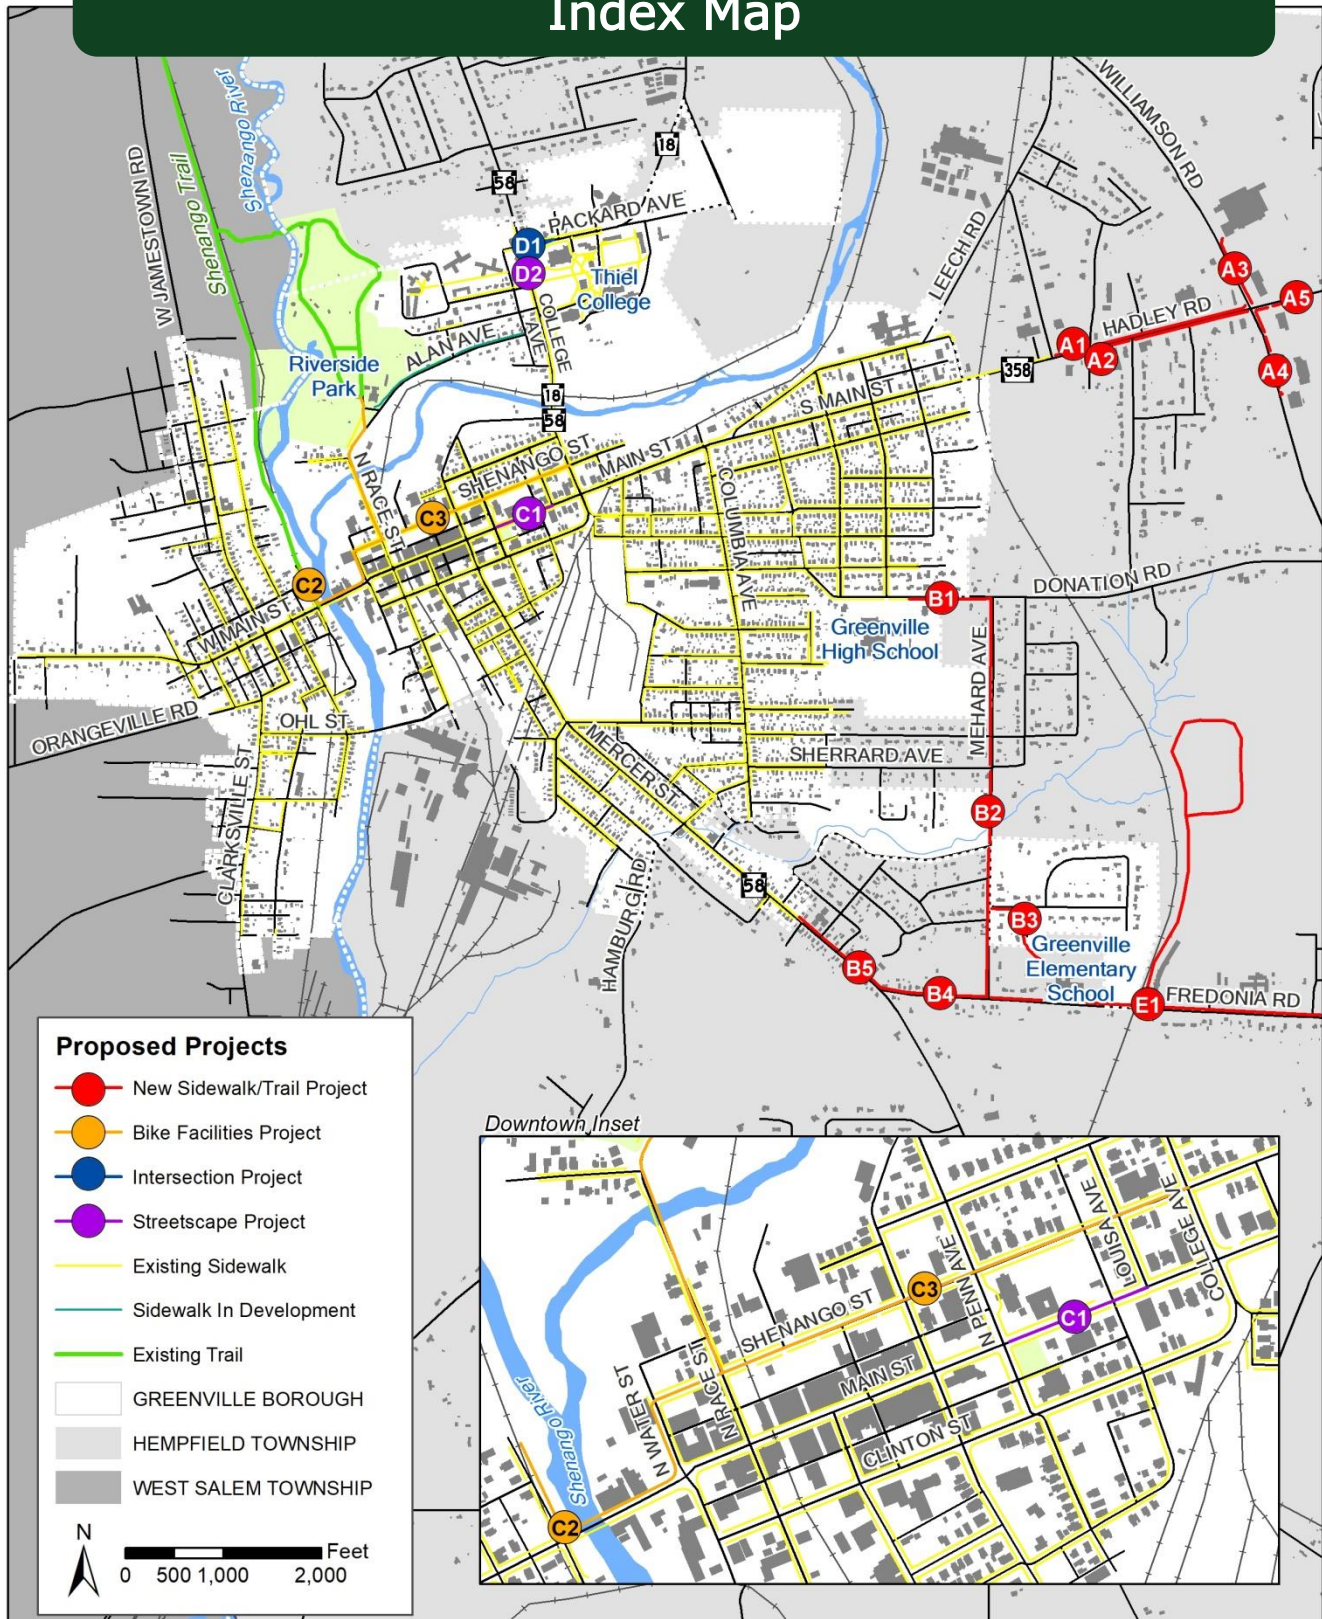 Index Map
WILLIAMSON RD
Shenango River
W JAMESTOWN RD
Shenango Trail
18
58
PACKARD AVE
D1
D2
Thiel
College
COLLEGE
AVE
ALAN AVE
LEECH RD
A3
A5
HADLEY RD
A1
A2
A4
358
Riverside
Park
18
58
S MAIN ST
SHENANGO ST
MAIN ST
N RACE ST
C3
C1
COLUMBIA AVE
C2
W MAIN ST
DONATION RD
B1
Greenville
High School
MEHARD AVE
ORANGEVILLE RD
OHL ST
MERCER ST
SHERRARD AVE
CLARKSVILLE ST
B2
58
HAMBURG RD
B3
Greenville
Elementary
School
B5
B4
E1
FREDONIA RD
Proposed Projects
New Sidewalk/Trail Project
Bike Facilities Project
Intersection Project
Streetscape Project
Existing Sidewalk
Sidewalk In Development
Existing Trail
GREENVILLE BOROUGH
HEMPFIELD TOWNSHIP
WEST SALEM TOWNSHIP
N
Feet
0 500 1,000 2,000
Downtown Inset
LOUISA AVE
COLLEGE AVE
N PENN AVE
C3
C1
SHENANGO ST
MAIN ST
N RACE ST
N WATER ST
CLINTON ST
Shenango River
C2